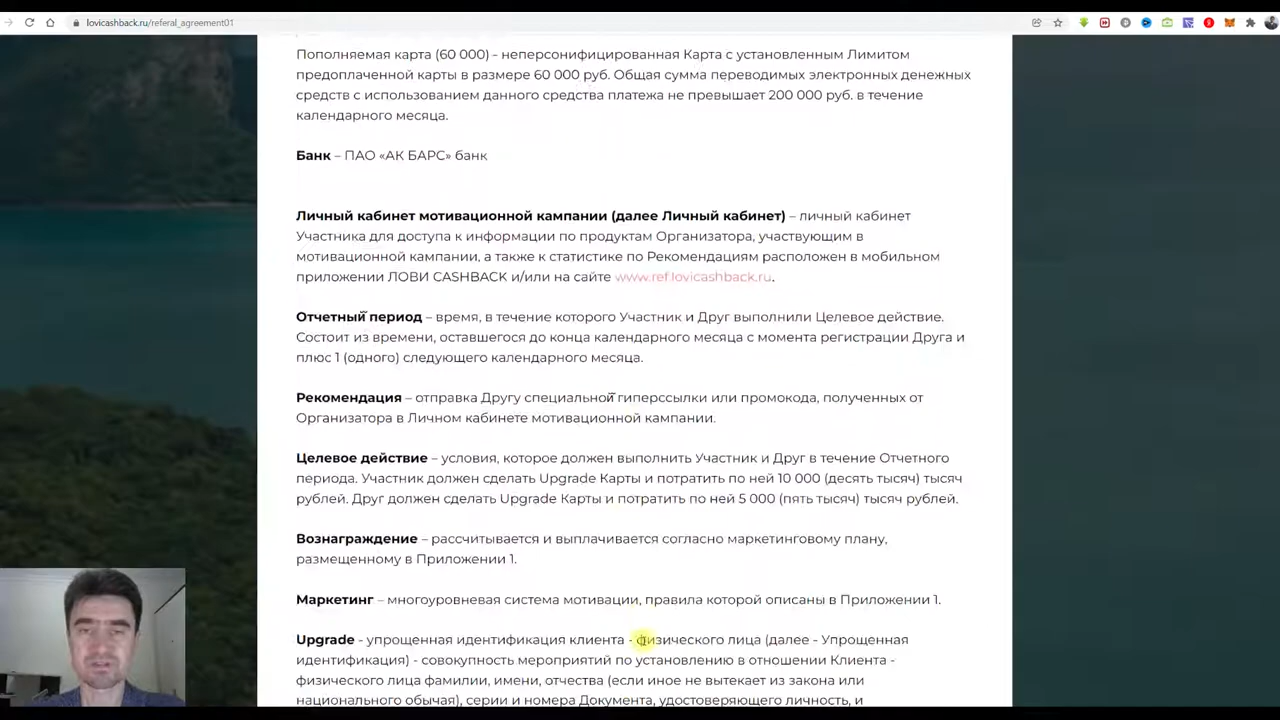 lovicashback.ru/referal_agreement01
Пополняемая карта (60 000) – неперсонифицированная Карта с установленным Лимитом
предоплаченной карты в размере 60 000 руб. Общая сумма переводимых электронных денежных
средств с использованием данного средства платежа не превышает 200 000 руб. в течение
календарного месяца.
Банк – ПАО «АК БАРС» банк
Личный кабинет мотивационной кампании (далее Личный кабинет) – личный кабинет
Участника для доступа к информации по продуктам Организатора, участвующим в
мотивационной кампании, а также к статистике по Рекомендациям расположен в мобильном
приложении ЛОВИ CASHBACK и/или на сайте www.ref.lovicashback.ru.
Отчетный период – время, в течение которого Участник и Друг выполнили Целевое действие.
Состоит из времени, оставшегося до конца календарного месяца с момента регистрации Друга и
плюс 1 (одного) следующего календарного месяца.
Рекомендация – отправка Другу специальной гиперссылки или промокода, полученных от
Организатора в Личном кабинете мотивационной кампании.
Целевое действие – условия, которое должен выполнить Участник и Друг в течение Отчетного
периода. Участник должен сделать Upgrade Карты и потратить по ней 10 000 (десять тысяч) тысяч
рублей. Друг должен сделать Upgrade Карты и потратить по ней 5 000 (пять тысяч) тысяч рублей.
Вознаграждение – рассчитывается и выплачивается согласно маркетинговому плану,
размещенному в Приложении 1.
Маркетинг – многоуровневая система мотивации, правила которой описаны в Приложении 1.
Upgrade - упрощенная идентификация клиента - физического лица (далее - Упрощенная
идентификация) - совокупность мероприятий по установлению в отношении Клиента -
физического лица фамилии, имени, отчества (если иное не вытекает из закона или
национального обычая), серии и номера Документа, удостоверяющего личность, и